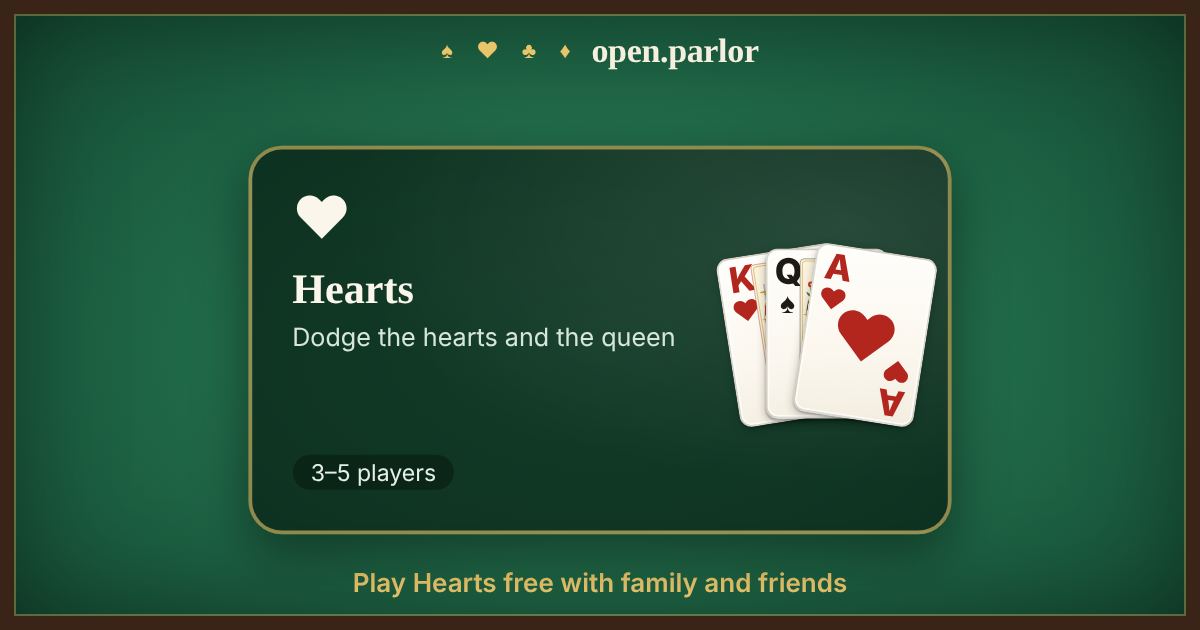 ♠ ♥ ♣ ♦ open.parlor
Hearts
Dodge the hearts and the queen
K
Q
A
A
3–5 players
Play Hearts free with family and friends